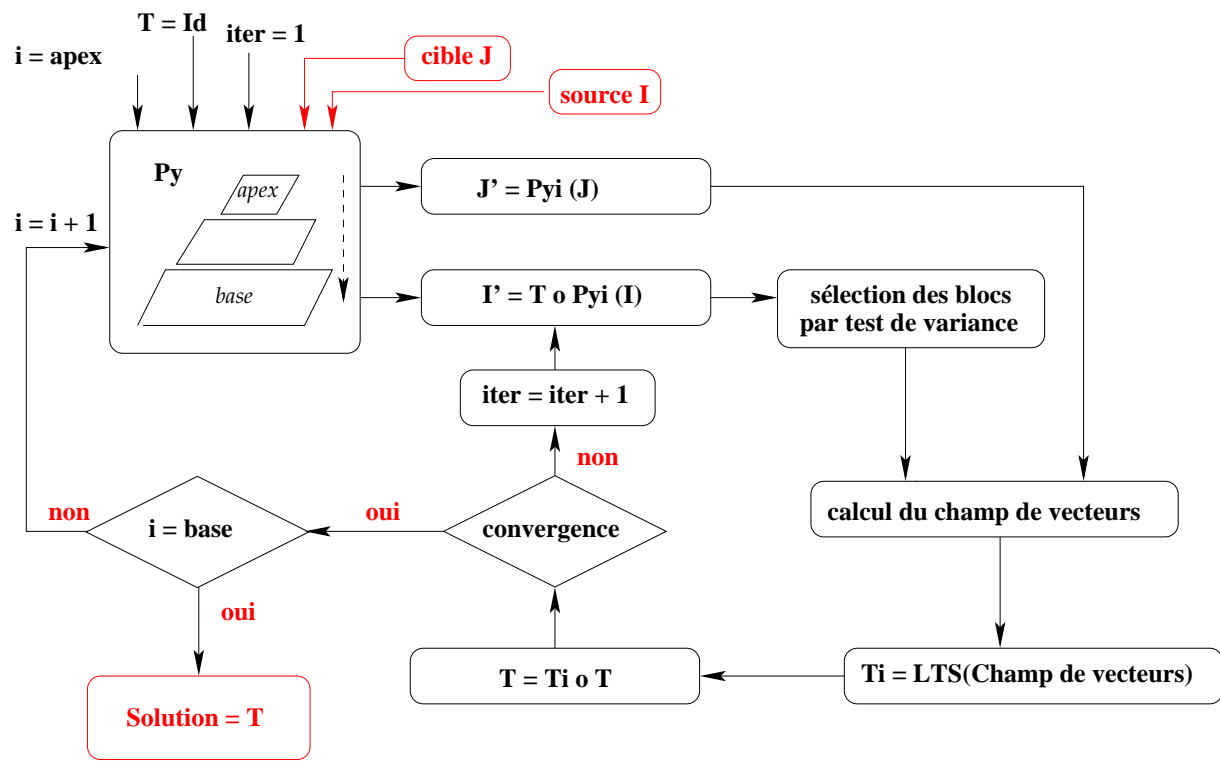 T = Id
iter = 1
i = apex
cible J
source I
Py
apex
base
J’ = Pyi (J)
i = i + 1
I’ = T o Pyi (I)
sélection des blocs
par test de variance
iter = iter + 1
non
non
oui
i = base
convergence
calcul du champ de vecteurs
oui
T = Ti o T
Ti = LTS(Champ de vecteurs)
Solution = T